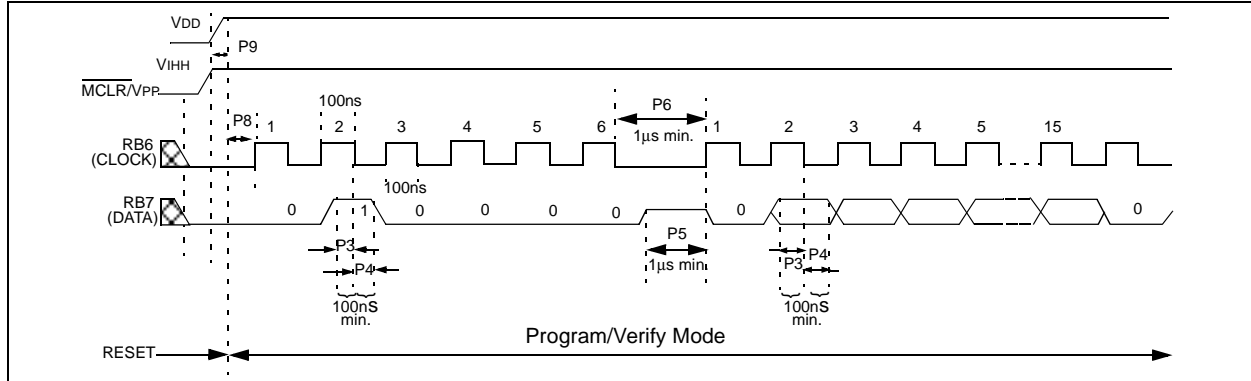 VDD
P9
VIHH
MCLR/VPP
100ns
P6
P8
1 2 3 4 5 6 1μs min. 1 2 3 4 5 15
RB6
(CLOCK)
100ns
RB7
(DATA)
0 1 0 0 0 0 0 0
P5
P3
P4
1μs min.
P3
P4
100ns
min.
100ns
min.
Program/Verify Mode
RESET